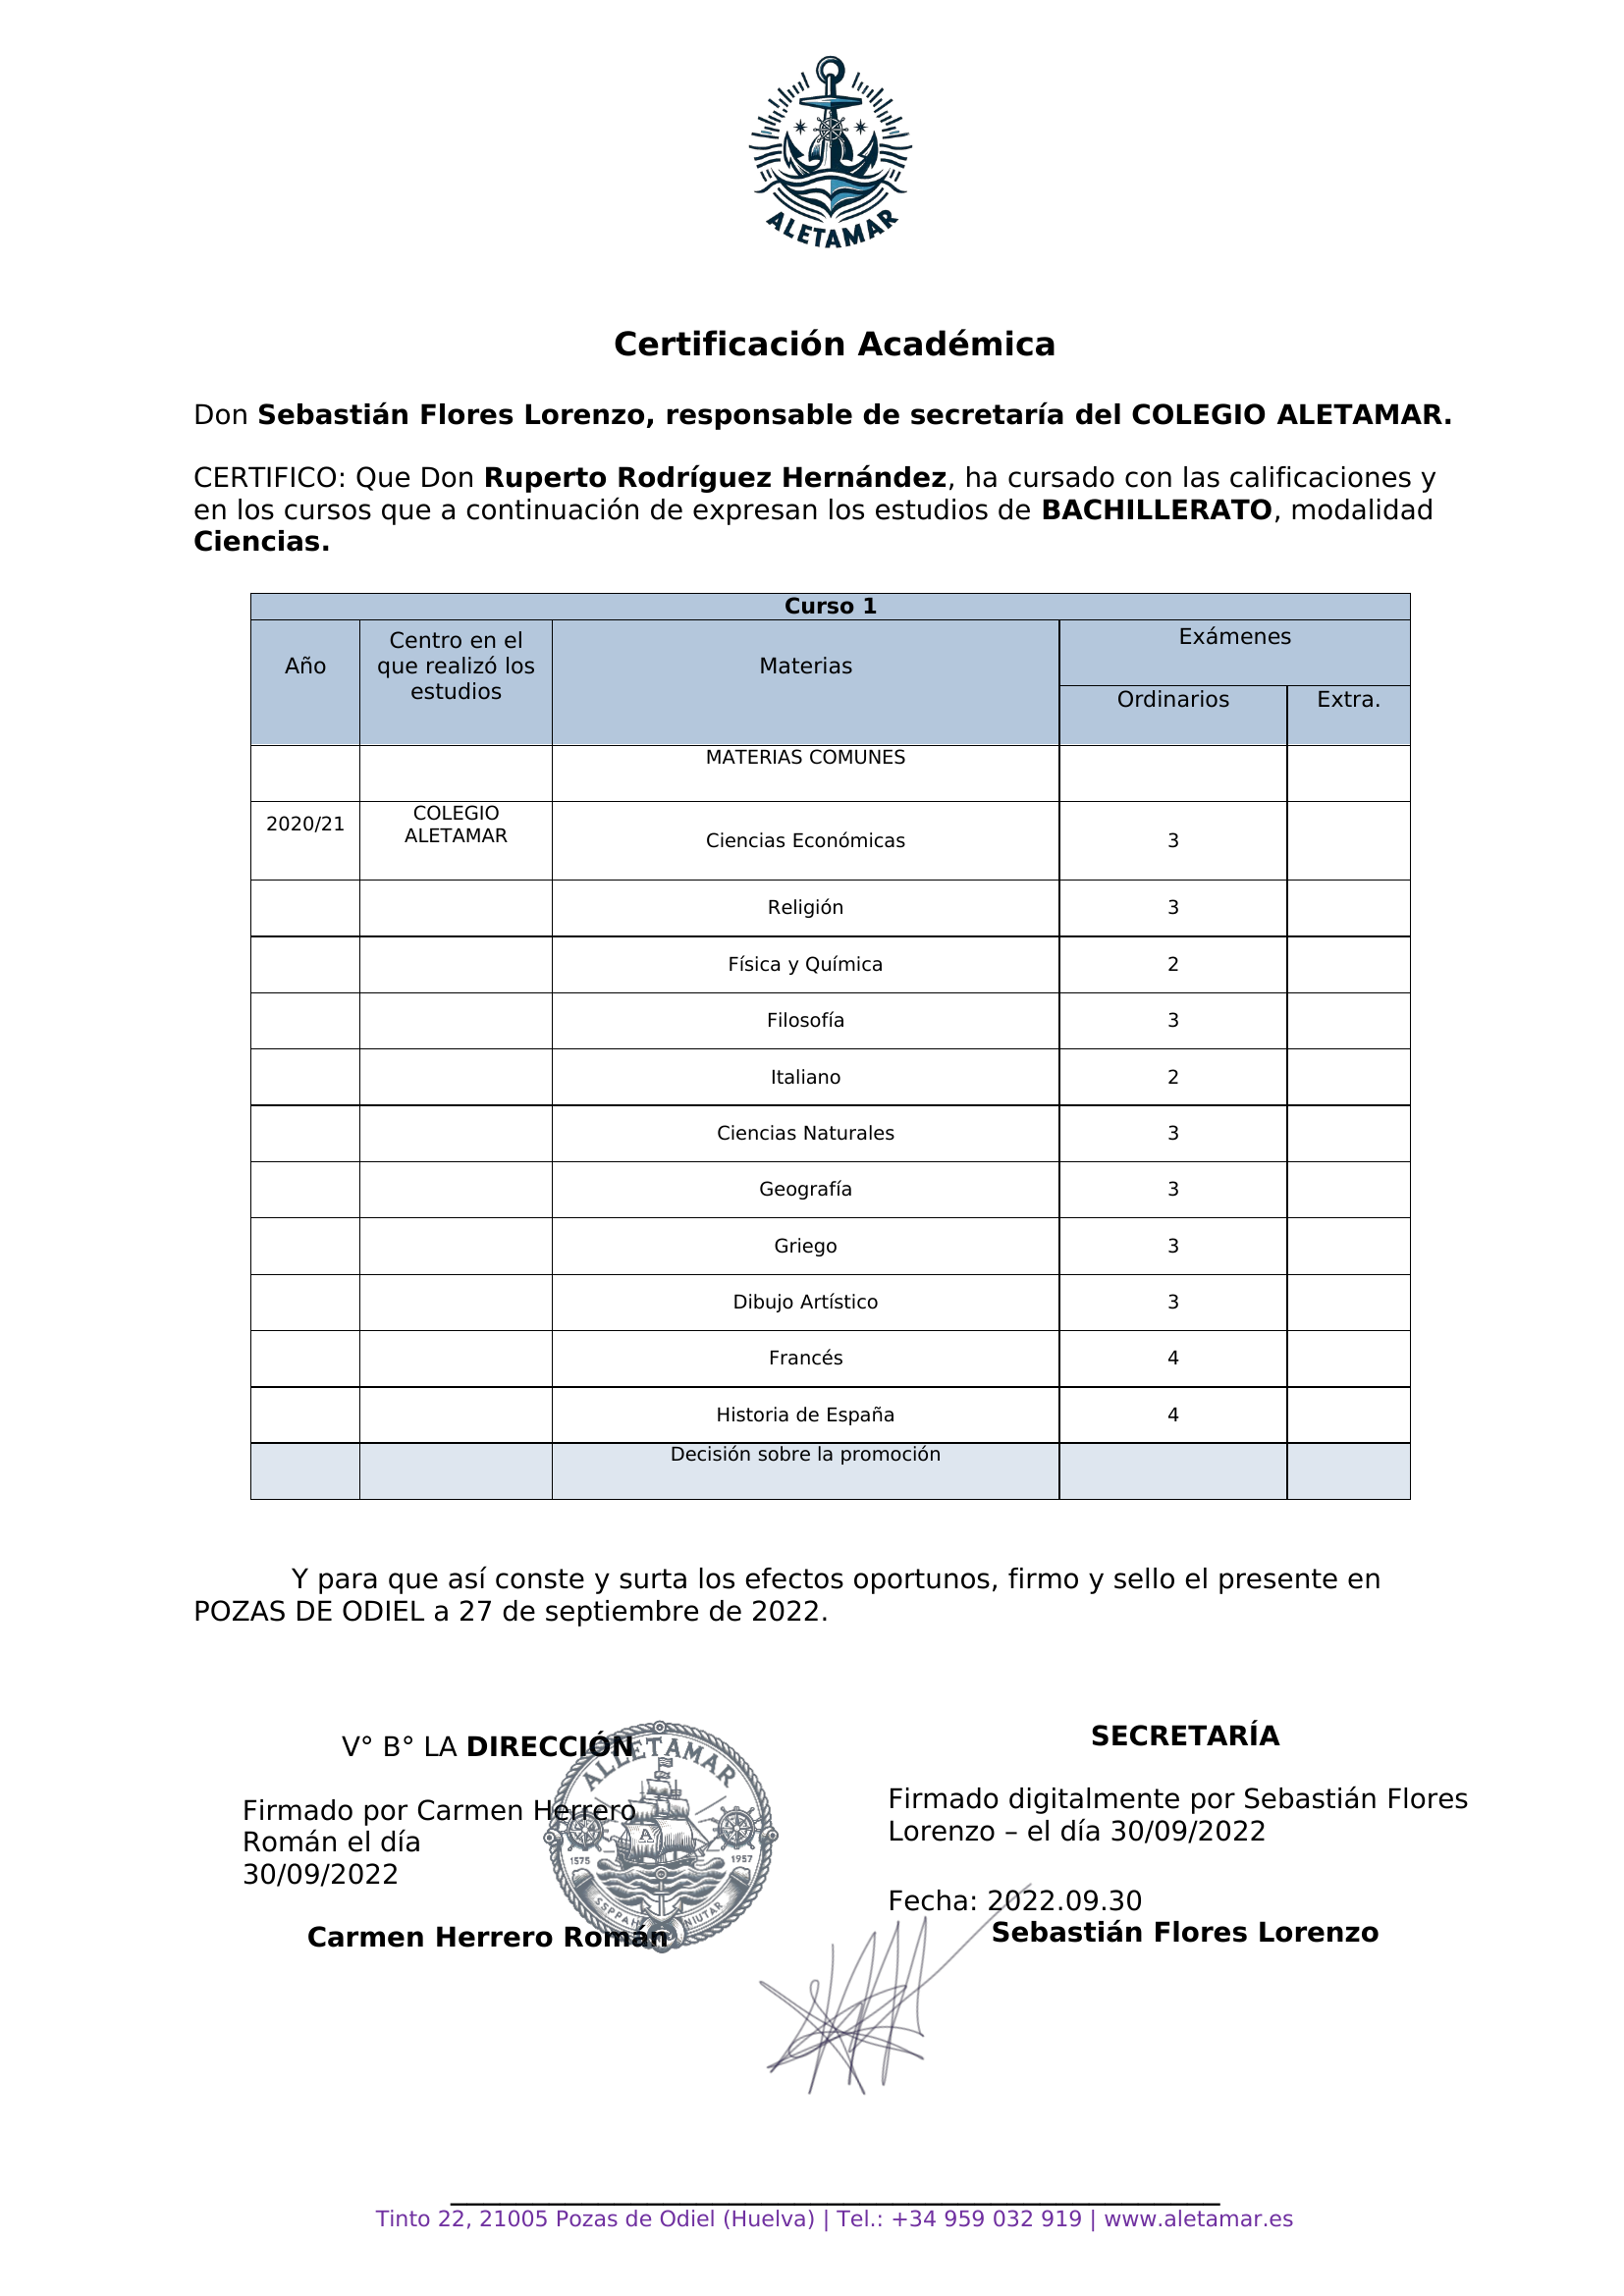 ALETAMAR
Certificación Académica
Don Sebastián Flores Lorenzo, responsable de secretaría del COLEGIO ALETAMAR.
CERTIFICO: Que Don Ruperto Rodríguez Hernández, ha cursado con las calificaciones y
en los cursos que a continuación de expresan los estudios de BACHILLERATO, modalidad
Ciencias.
Curso 1
Año Centro en el que realizó los estudios Materias Exámenes
Ordinarios Extra.
MATERIAS COMUNES
2020/21 COLEGIO ALETAMAR Ciencias Económicas 3
Religión 3
Física y Química 2
Filosofía 3
Italiano 2
Ciencias Naturales 3
Geografía 3
Griego 3
Dibujo Artístico 3
Francés 4
Historia de España 4
Decisión sobre la promoción
Y para que así conste y surta los efectos oportunos, firmo y sello el presente en
POZAS DE ODIEL a 27 de septiembre de 2022.
V° B° LA DIRECCIÓN
Firmado por Carmen Herrero
Román el día
30/09/2022
Carmen Herrero Román
ALLETAMAR
A
1575 1957
NIUTAR
SECRETARÍA
Firmado digitalmente por Sebastián Flores
Lorenzo – el día 30/09/2022
Fecha: 2022.09.30
Sebastián Flores Lorenzo
Tinto 22, 21005 Pozas de Odiel (Huelva) | Tel.: +34 959 032 919 | www.aletamar.es